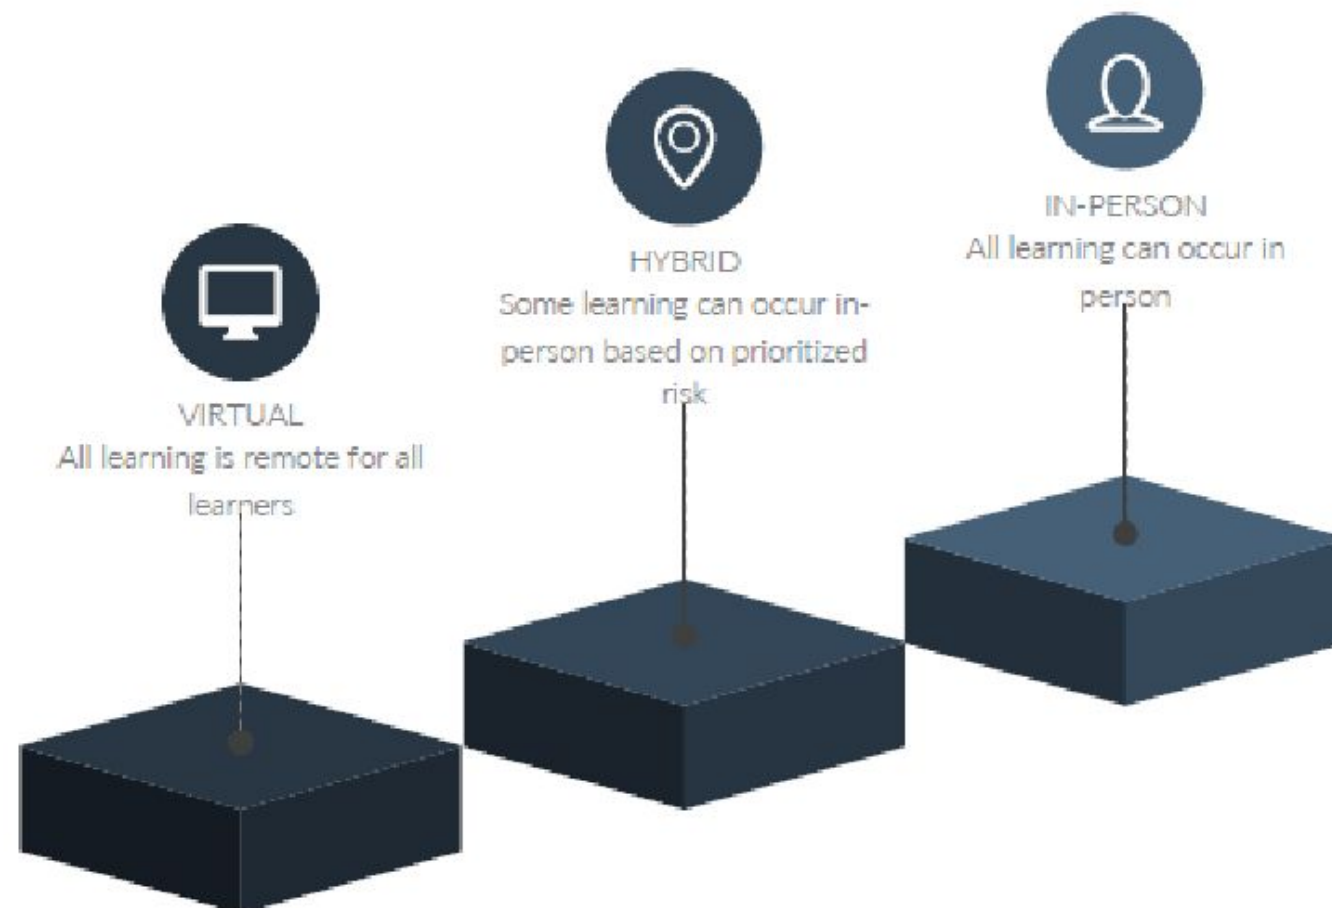 VIRTUAL
All learning is remote for all
learners
HYBRID
Some learning can occur in-
person based on prioritized
risk
IN-PERSON
All learning can occur in
person